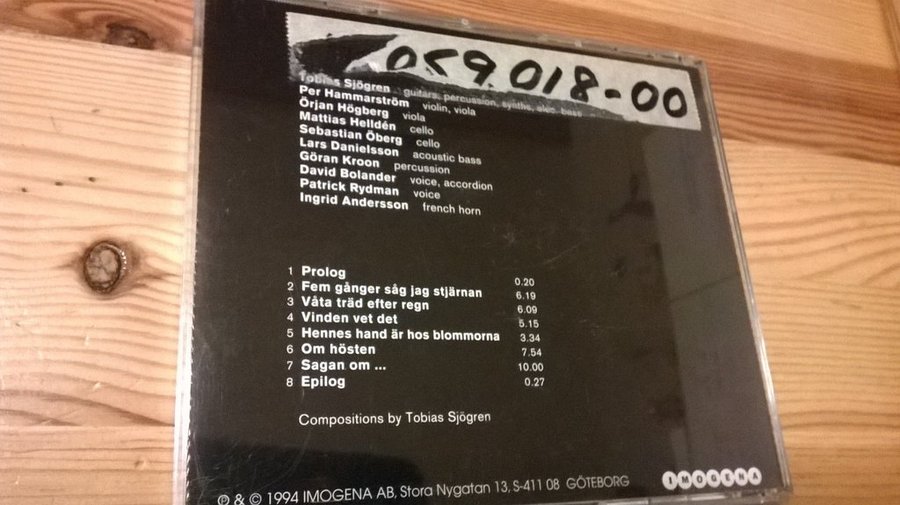 059.018-00
Tobias Sjögren guitars, percussion, synths, elec. bass
Per Hammarström violin, viola
Örjan Högberg viola
Mattias Helldén cello
Sebastian Öberg cello
Lars Danielsson acoustic bass
Göran Kroon percussion
David Bolander voice, accordion
Patrick Rydman voice
Ingrid Andersson french horn
1 Prolog 0.20
2 Fem gånger såg jag stjärnan 6.19
3 Våta träd efter regn 6.09
4 Vinden vet det 5.15
5 Hennes hand är hos blommorna 3.34
6 Om hösten 7.54
7 Sagan om ... 10.00
8 Epilog 0.27
Compositions by Tobias Sjögren
℗ & © 1994 IMOGENA AB, Stora Nygatan 13, S-411 08 GÖTEBORG
IMOGENA